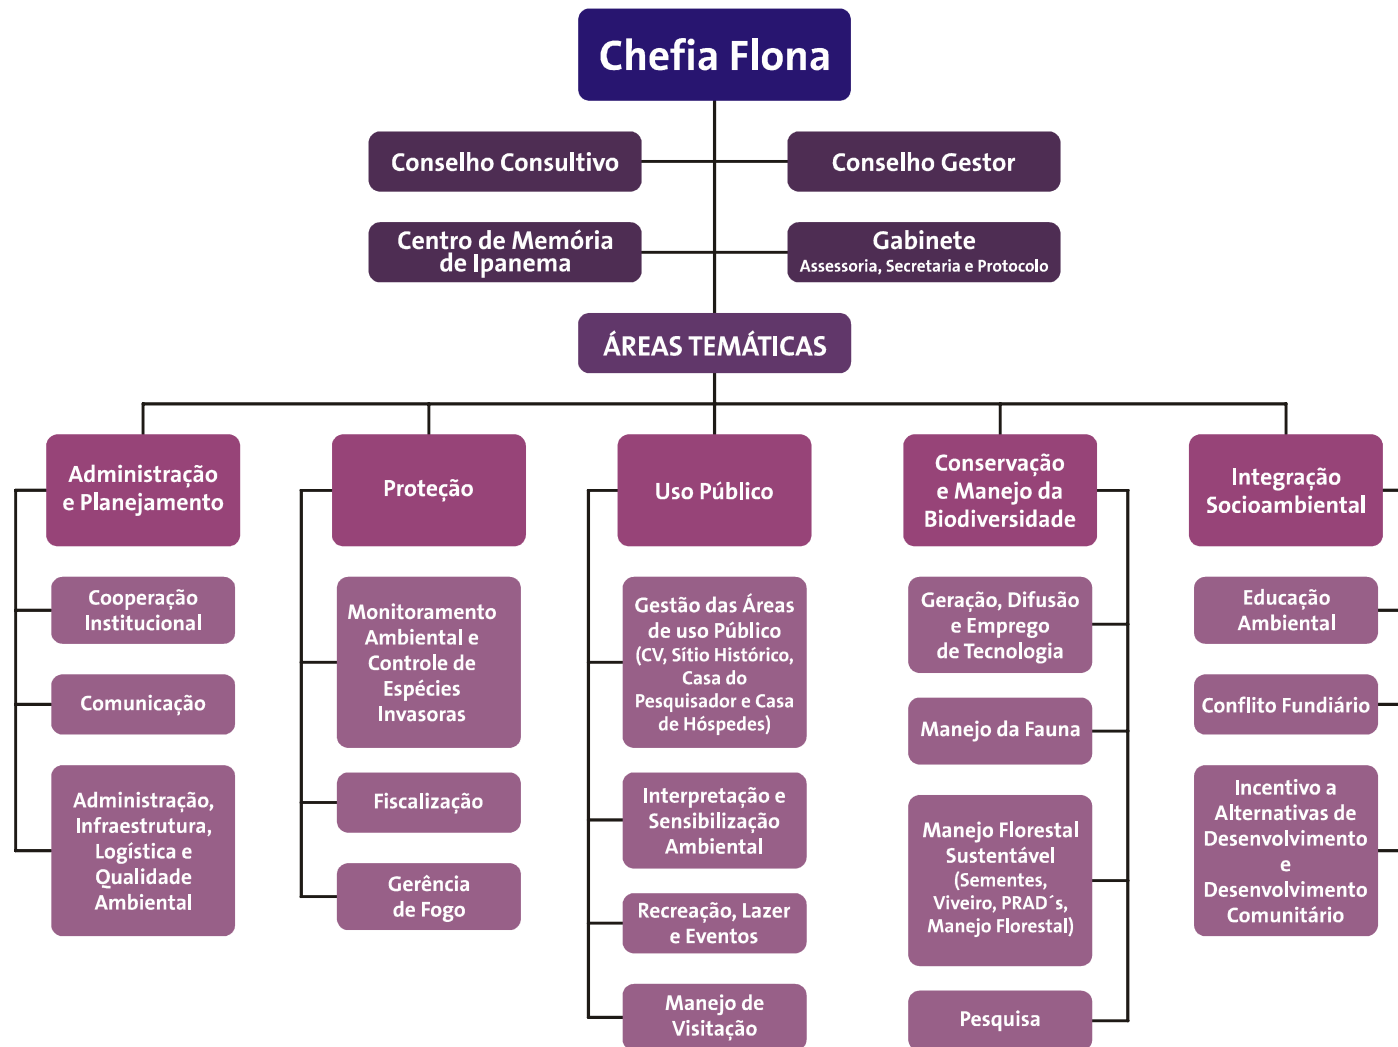 Chefia Flona
Conselho Consultivo
Conselho Gestor
Centro de Memória
de Ipanema
Gabinete
Assessoria, Secretaria e Protocolo
ÁREAS TEMÁTICAS
Administração
e Planejamento
Cooperação
Institucional
Comunicação
Administração,
Infraestrutura,
Logística e
Qualidade
Ambiental
Proteção
Monitoramento
Ambiental e
Controle de
Espécies
Invasoras
Fiscalização
Gerência
de Fogo
Uso Público
Gestão das Áreas
de uso Público
(CV, Sítio Histórico,
Casa do
Pesquisador e Casa
de Hóspedes)
Interpretação e
Sensibilização
Ambiental
Recreação, Lazer
e Eventos
Manejo de
Visitação
Conservação
e Manejo da
Biodiversidade
Geração, Difusão
e Emprego
de Tecnologia
Manejo da Fauna
Manejo Florestal
Sustentável
(Sementes,
Viveiro, PRAD´s,
Manejo Florestal)
Pesquisa
Integração
Socioambiental
Educação
Ambiental
Conflito Fundiário
Incentivo a
Alternativas de
Desenvolvimento
e
Desenvolvimento
Comunitário